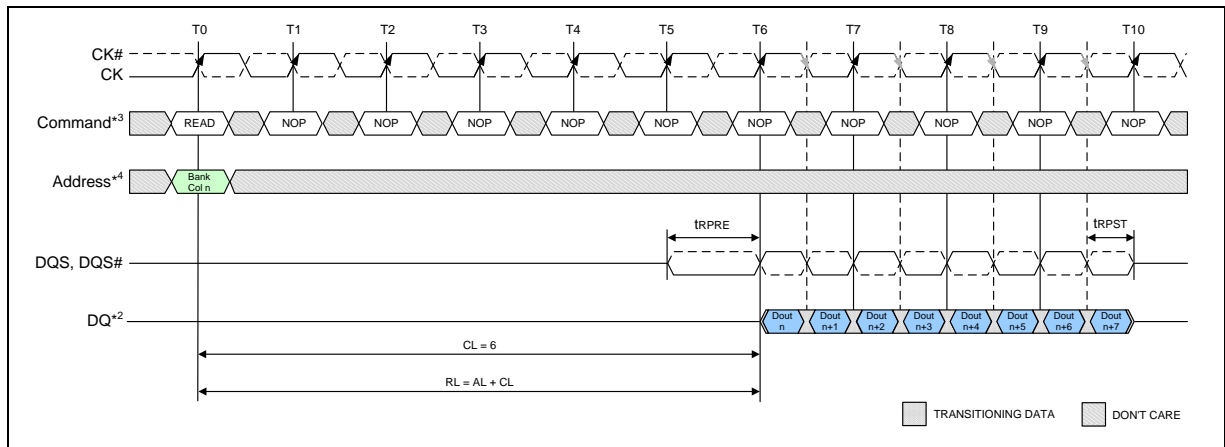 T0 T1 T2 T3 T4 T5 T6 T7 T8 T9 T10
CK#
CK
Command*3 READ NOP NOP NOP NOP NOP NOP NOP NOP NOP NOP
Address*4 Bank
Col n
tRPRE tRPST
DQS, DQS#
DQ*2 Dout
n Dout
n+1 Dout
n+2 Dout
n+3 Dout
n+4 Dout
n+5 Dout
n+6 Dout
n+7
CL = 6
RL = AL + CL
TRANSITIONING DATA DON'T CARE